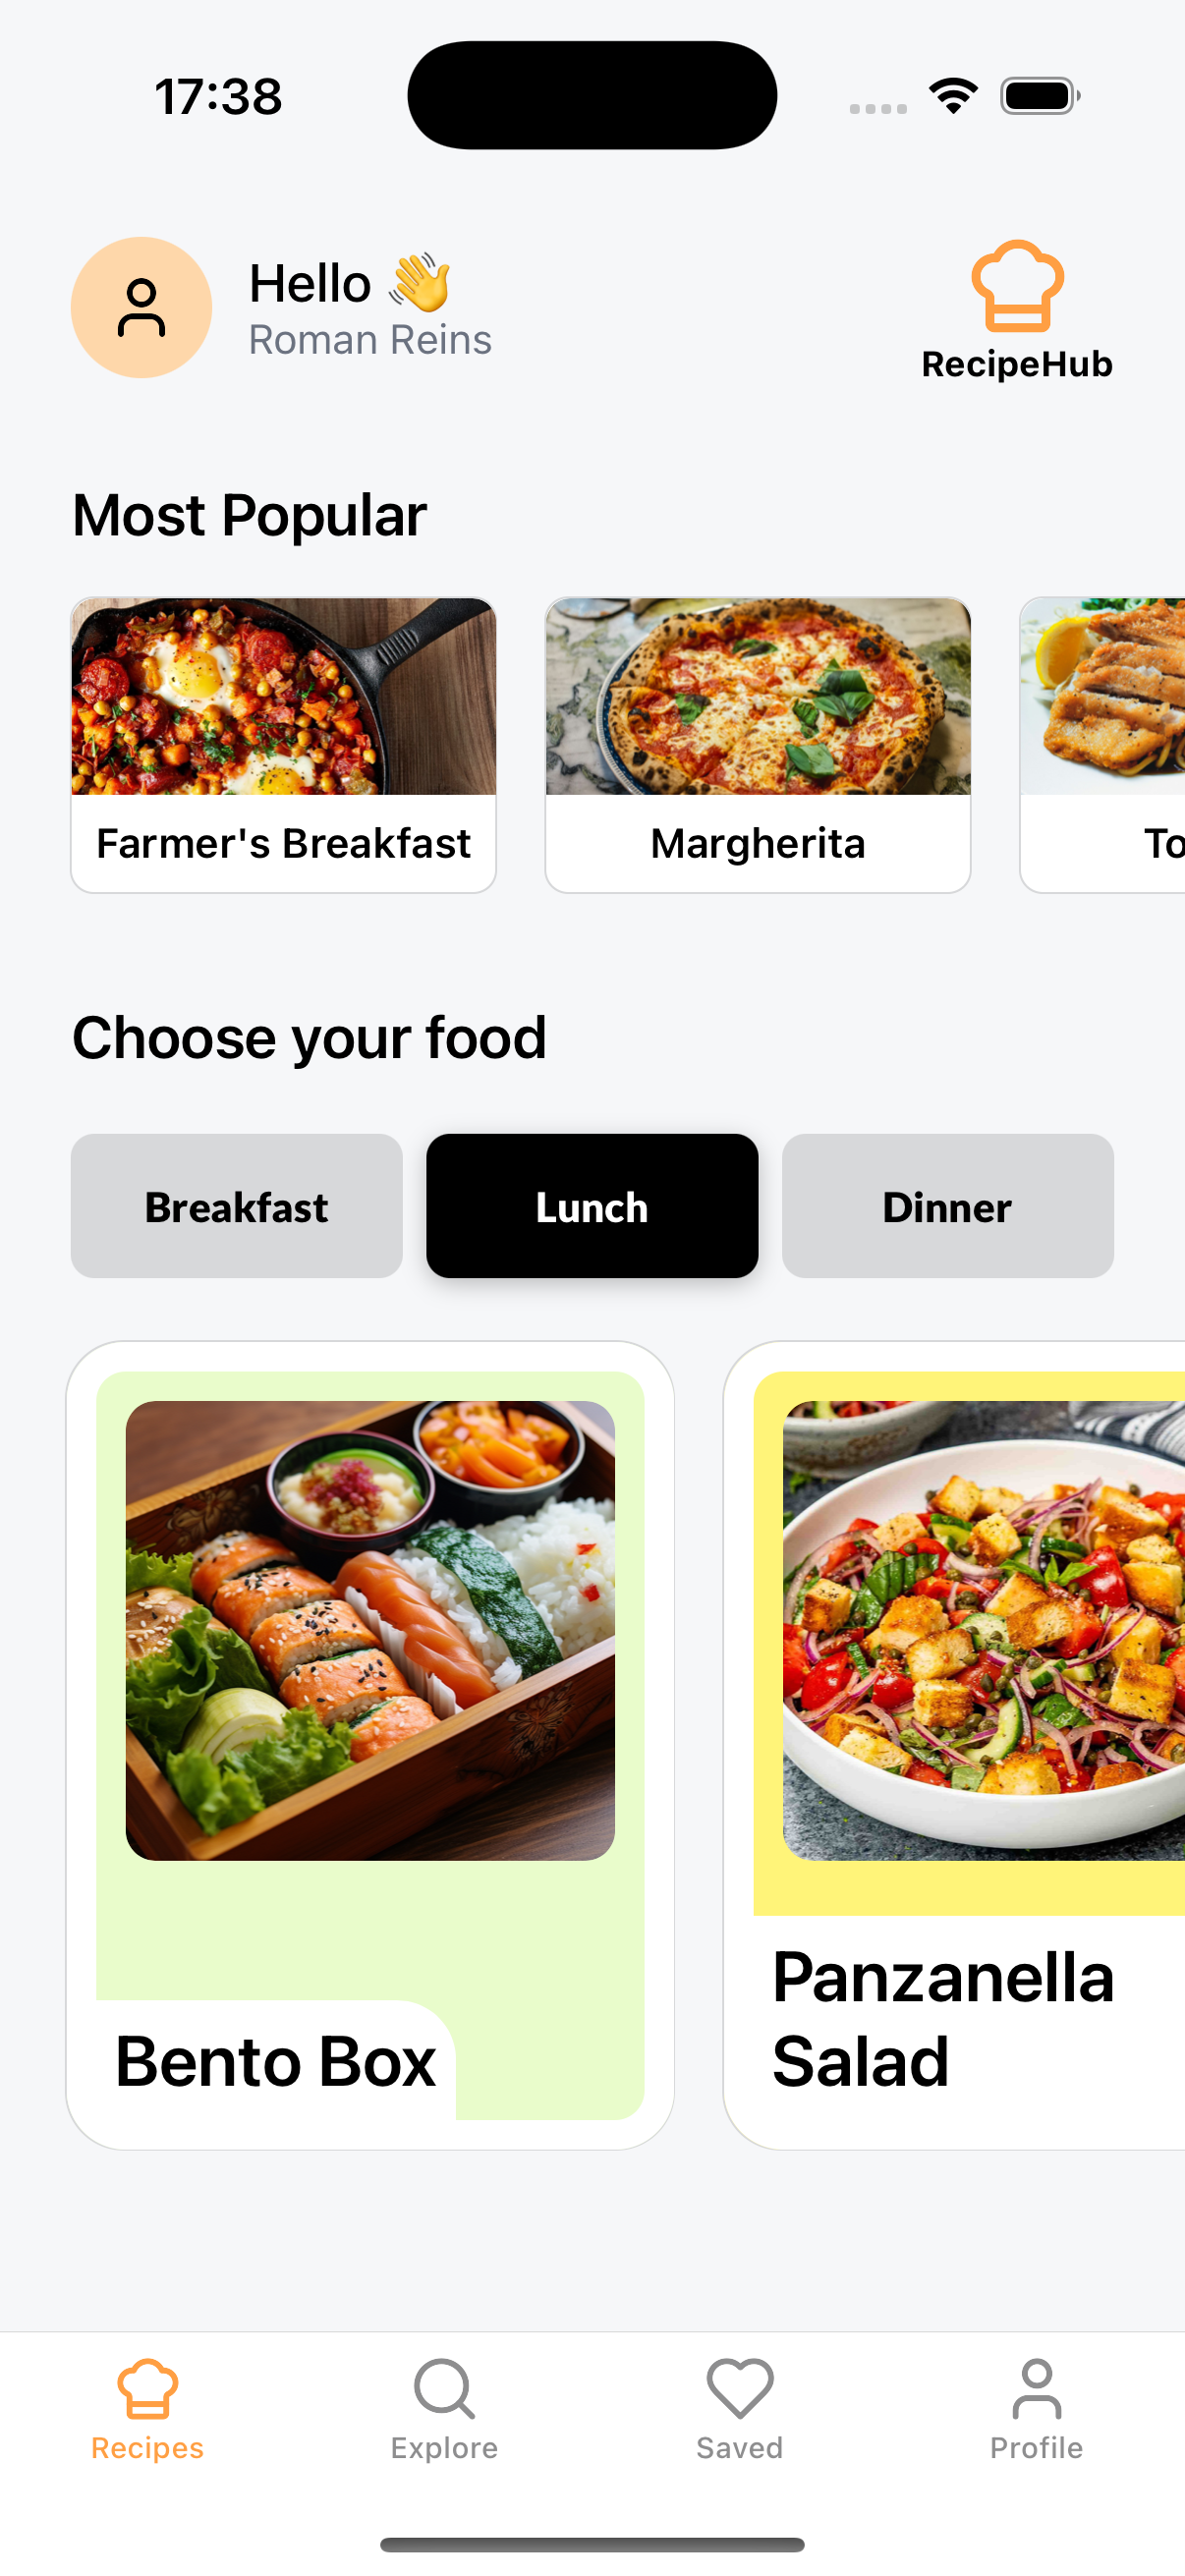 17:38
Hello 👋
Roman Reins
RecipeHub
Most Popular
Farmer's Breakfast
Margherita
To
Choose your food
Breakfast
Lunch
Dinner
Bento Box
Panzanella
Salad
Recipes
Explore
Saved
Profile